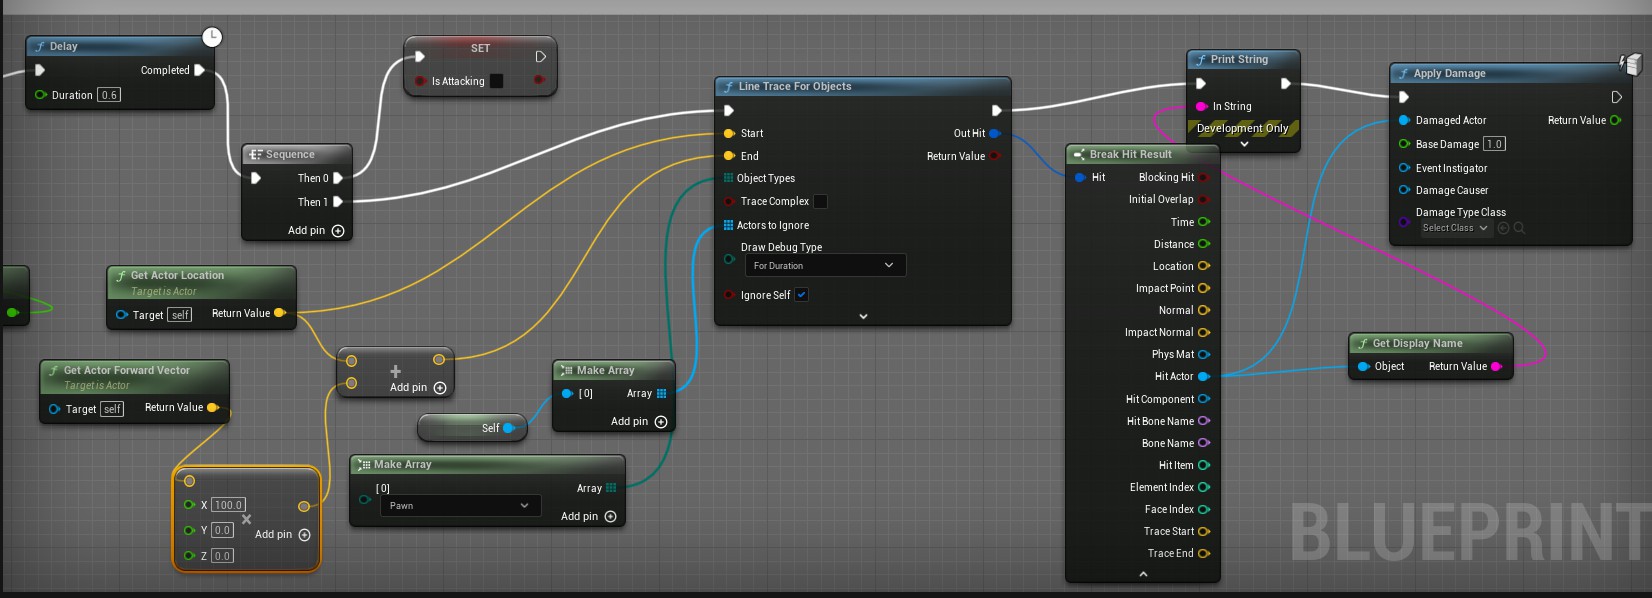 Delay
Completed
Duration 0.6
SET
Is Attacking
Sequence
Then 0
Then 1
Add pin
Get Actor Location
Target is Actor
Target self Return Value
Get Actor Forward Vector
Target is Actor
Target self Return Value
Add pin
X 100.0
Y 0.0
Add pin
Z 0.0
Self
Make Array
[0] Array
Add pin
Make Array
[0] Array
Pawn
Add pin
Line Trace For Objects
Start Out Hit
End Return Value
Object Types
Trace Complex
Actors to Ignore
Draw Debug Type
For Duration
Ignore Self
Print String
In String
Development Only
Break Hit Result
Hit Blocking Hit
Initial Overlap
Time
Distance
Location
Impact Point
Normal
Impact Normal
Phys Mat
Hit Actor
Hit Component
Hit Bone Name
Bone Name
Hit Item
Element Index
Face Index
Trace Start
Trace End
Apply Damage
Damaged Actor Return Value
Base Damage 1.0
Event Instigator
Damage Causer
Damage Type Class
Select Class
Get Display Name
Object Return Value
BLUEPRINT